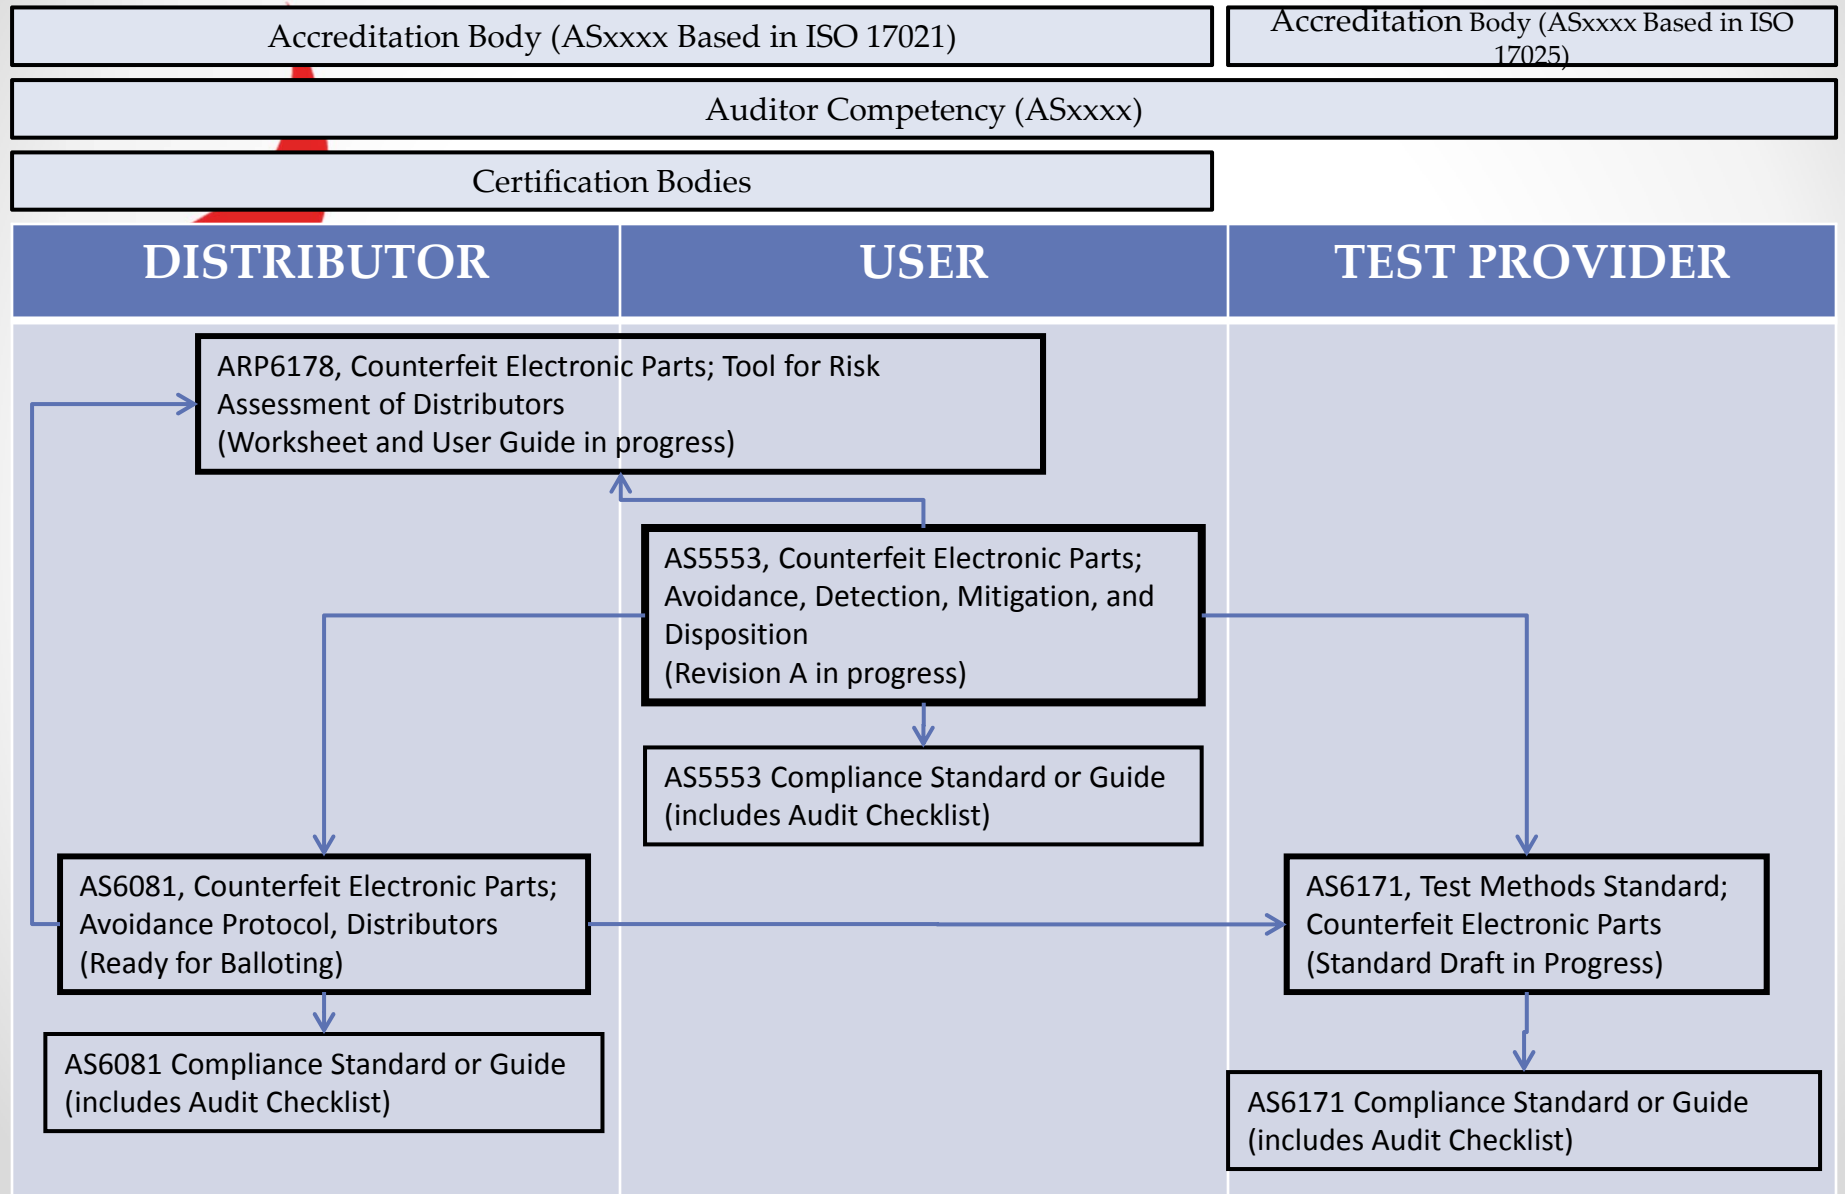 Accreditation Body (ASxxxx Based in ISO 17021)
Accreditation Body (ASxxxx Based in ISO
17025)
Auditor Competency (ASxxxx)
Certification Bodies
DISTRIBUTOR
USER
TEST PROVIDER
ARP6178, Counterfeit Electronic Parts; Tool for Risk
Assessment of Distributors
(Worksheet and User Guide in progress)
AS5553, Counterfeit Electronic Parts;
Avoidance, Detection, Mitigation, and
Disposition
(Revision A in progress)
AS5553 Compliance Standard or Guide
(includes Audit Checklist)
AS6081, Counterfeit Electronic Parts;
Avoidance Protocol, Distributors
(Ready for Balloting)
AS6171, Test Methods Standard;
Counterfeit Electronic Parts
(Standard Draft in Progress)
AS6081 Compliance Standard or Guide
(includes Audit Checklist)
AS6171 Compliance Standard or Guide
(includes Audit Checklist)